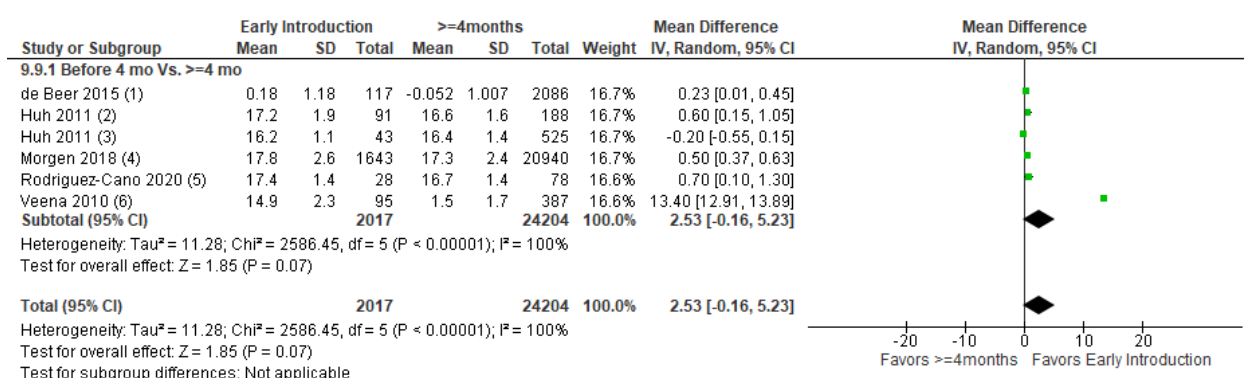 Early Introduction >=4months Mean Difference Mean Difference
Study or Subgroup Mean SD Total Mean SD Total Weight IV, Random, 95% CI IV, Random, 95% CI
9.9.1 Before 4 mo Vs. >=4 mo
de Beer 2015 (1) 0.18 1.18 117 -0.052 1.007 2086 16.7% 0.23 [0.01, 0.45]
Huh 2011 (2) 17.2 1.9 91 16.6 1.6 188 16.7% 0.60 [0.15, 1.05]
Huh 2011 (3) 16.2 1.1 43 16.4 1.4 525 16.7% -0.20 [-0.55, 0.15]
Morgen 2018 (4) 17.8 2.6 1643 17.3 2.4 20940 16.7% 0.50 [0.37, 0.63]
Rodriguez-Cano 2020 (5) 17.4 1.4 28 16.7 1.4 78 16.6% 0.70 [0.10, 1.30]
Veena 2010 (6) 14.9 2.3 95 1.5 1.7 387 16.6% 13.40 [12.91, 13.89]
Subtotal (95% CI) 2017 24204 100.0% 2.53 [-0.16, 5.23]
Heterogeneity: Tau² = 11.28; Chi² = 2586.45, df = 5 (P < 0.00001); I² = 100%
Test for overall effect: Z = 1.85 (P = 0.07)
Total (95% CI) 2017 24204 100.0% 2.53 [-0.16, 5.23]
Heterogeneity: Tau² = 11.28; Chi² = 2586.45, df = 5 (P < 0.00001); I² = 100%
Test for overall effect: Z = 1.85 (P = 0.07)
Test for subgroup differences: Not applicable
-20 -10 0 10 20
Favors >=4months Favors Early Introduction